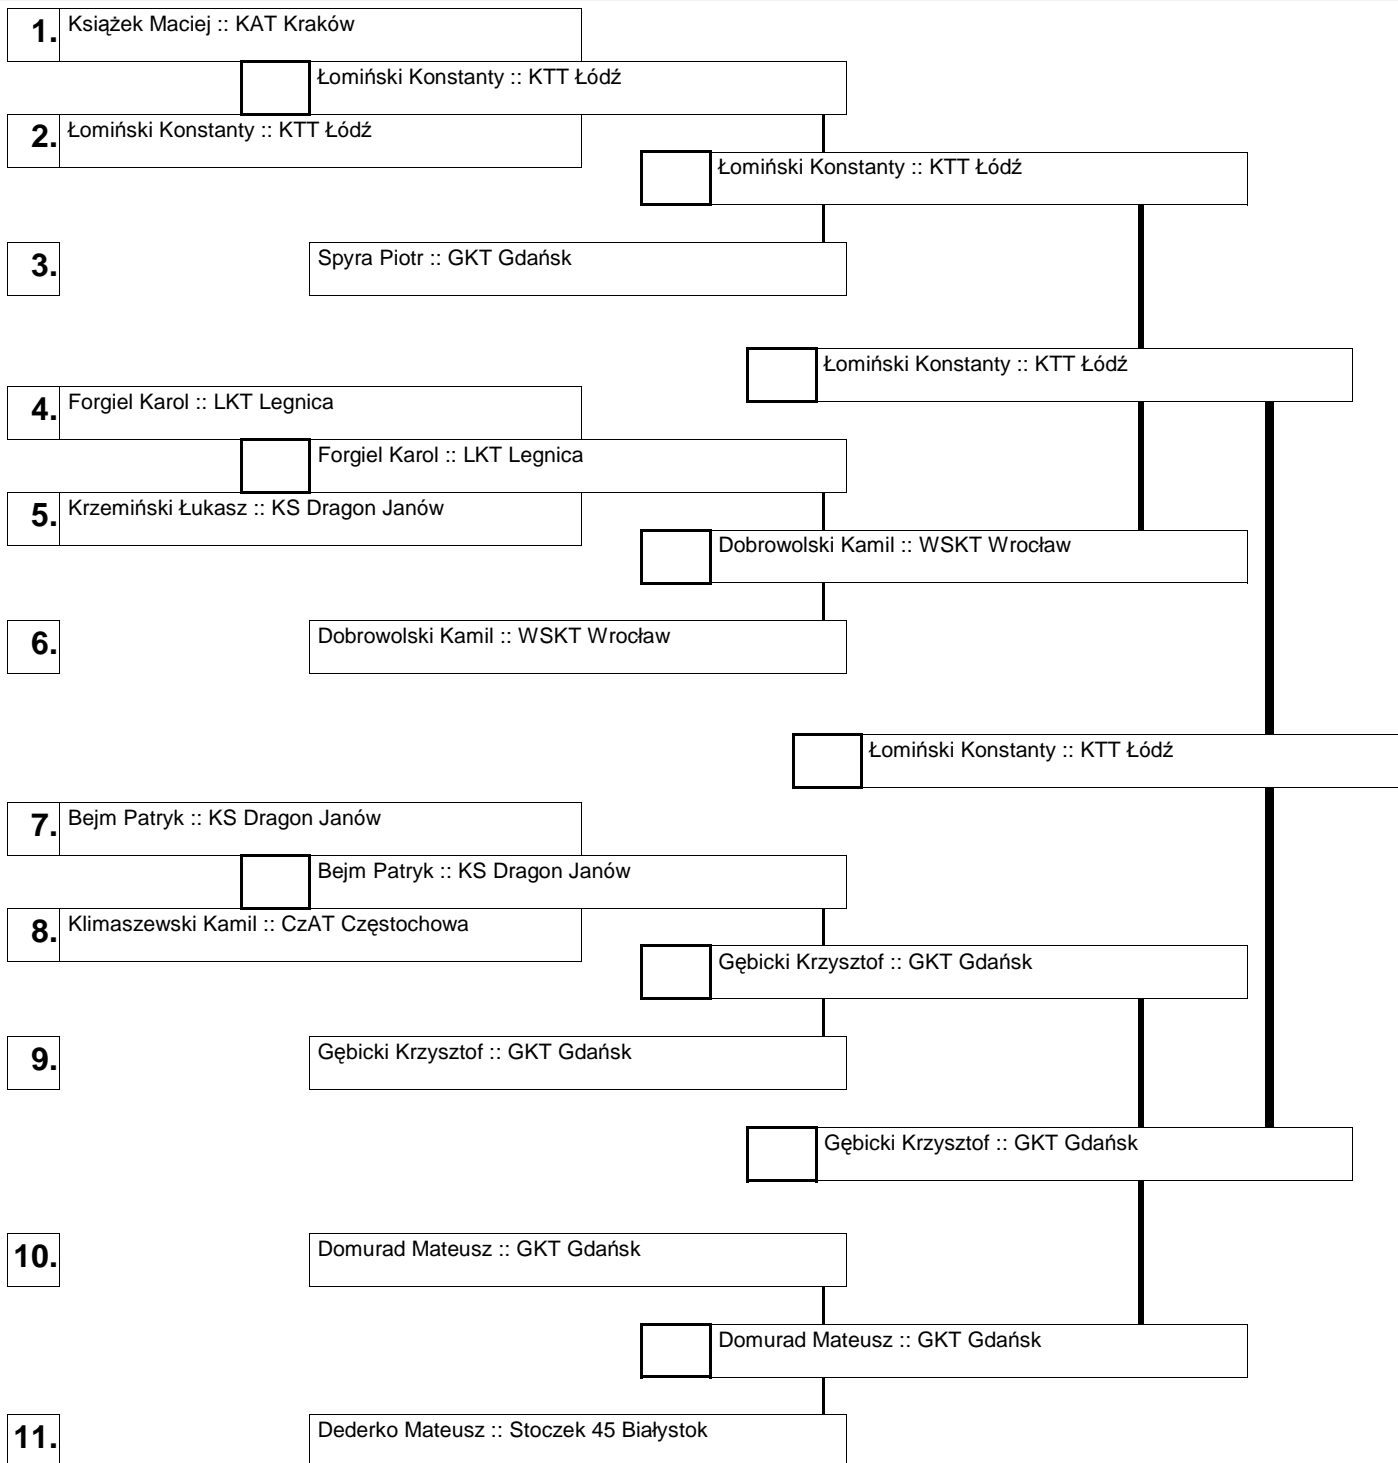 1. Książek Maciej :: KAT Kraków
Łomiński Konstanty :: KTT Łódź
2. Łomiński Konstanty :: KTT Łódź
Łomiński Konstanty :: KTT Łódź
3. Spyra Piotr :: GKT Gdańsk
Łomiński Konstanty :: KTT Łódź
4. Forgiel Karol :: LKT Legnica
Forgiel Karol :: LKT Legnica
5. Krzemiński Łukasz :: KS Dragon Janów
Dobrowolski Kamil :: WSKT Wrocław
6. Dobrowolski Kamil :: WSKT Wrocław
Łomiński Konstanty :: KTT Łódź
7. Bejm Patryk :: KS Dragon Janów
Bejm Patryk :: KS Dragon Janów
8. Klimaszewski Kamil :: CzAT Częstochowa
Gębicki Krzysztof :: GKT Gdańsk
9. Gębicki Krzysztof :: GKT Gdańsk
Gębicki Krzysztof :: GKT Gdańsk
10. Domurad Mateusz :: GKT Gdańsk
Domurad Mateusz :: GKT Gdańsk
11. Dederko Mateusz :: Stoczek 45 Białystok